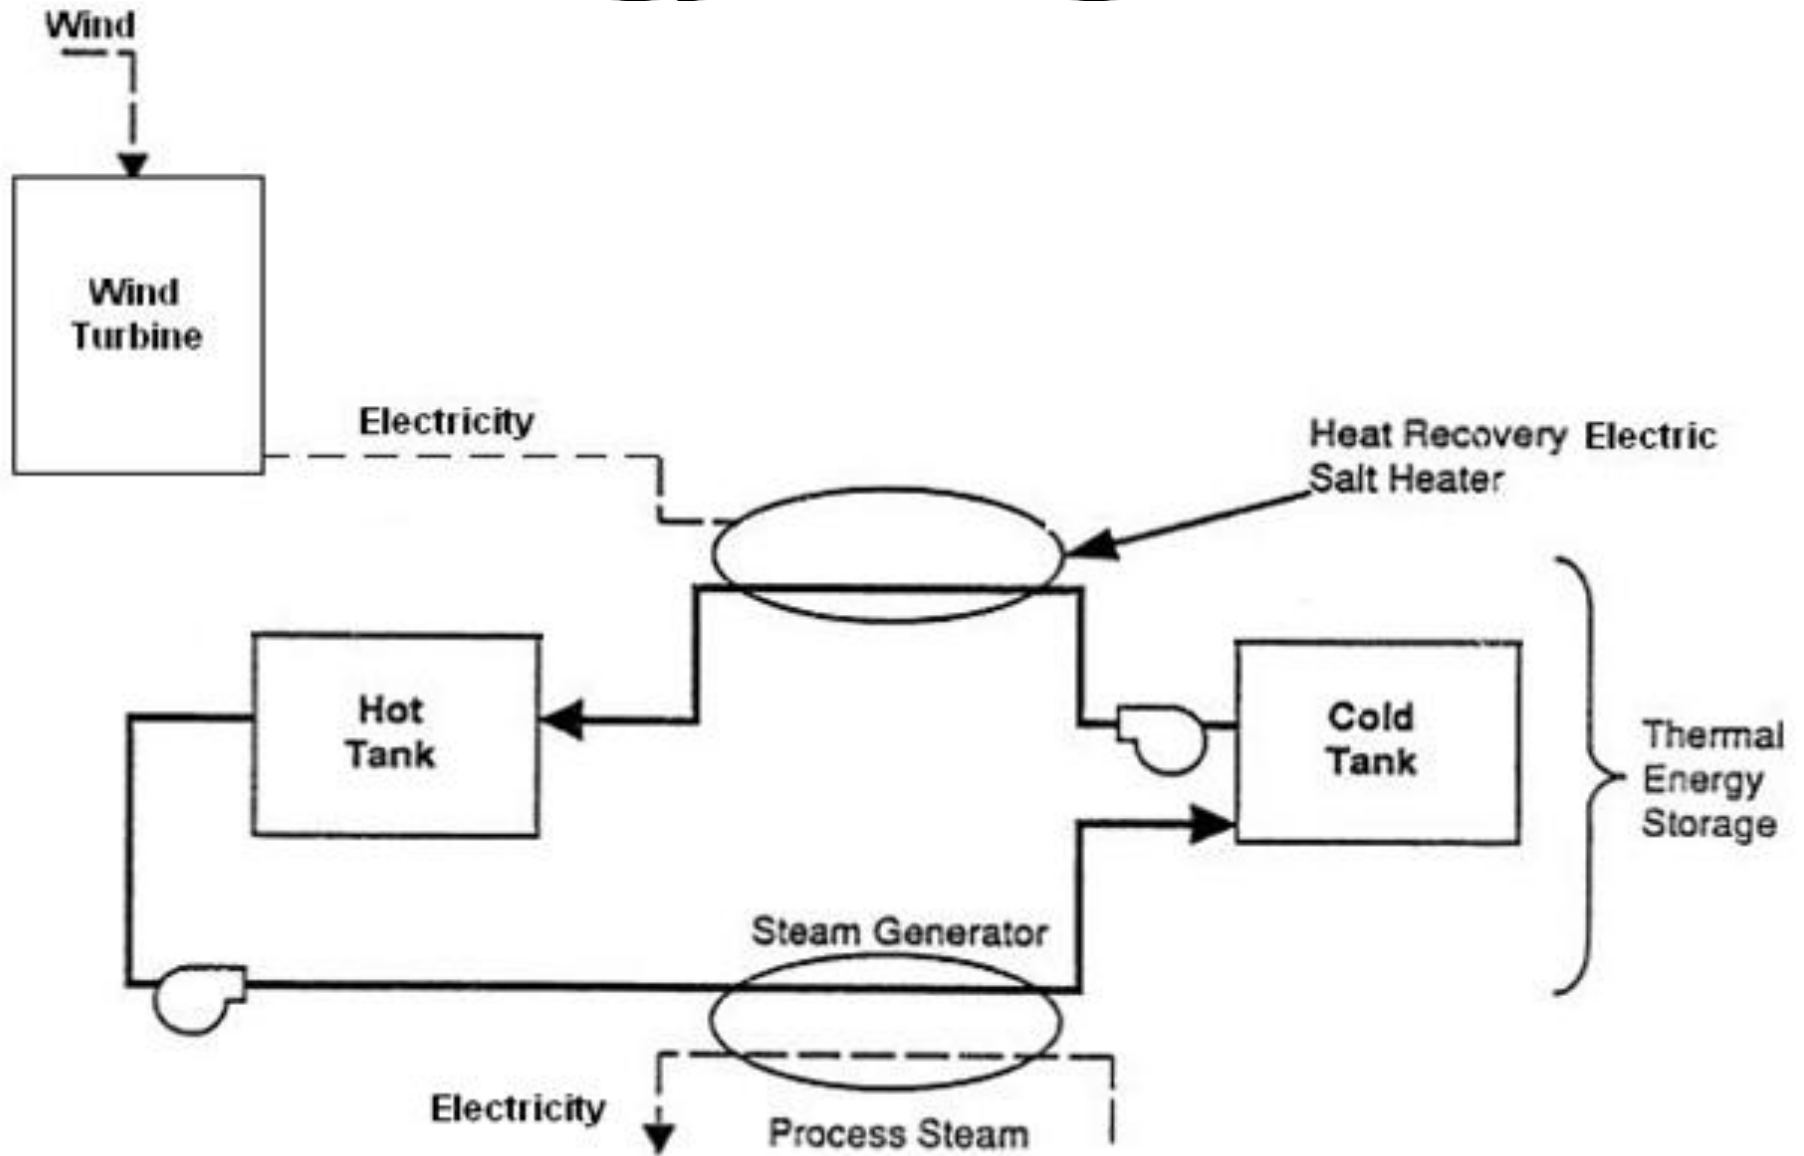 Wind
Wind
Turbine
Electricity
Heat Recovery Electric
Salt Heater
Hot
Tank
Cold
Tank
Thermal
Energy
Storage
Steam Generator
Electricity
Process Steam